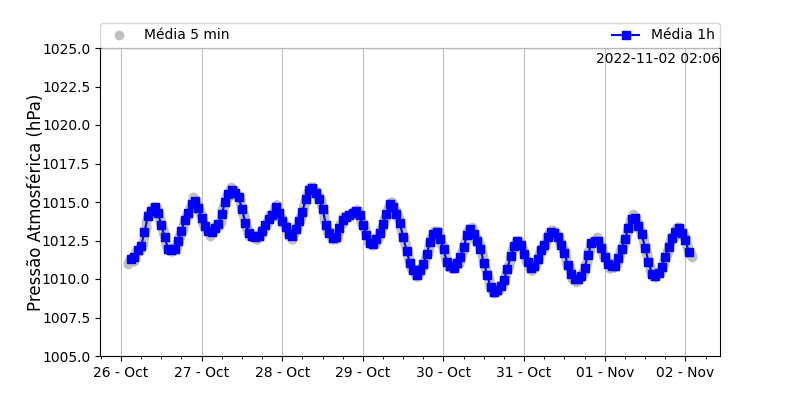 Média 5 min
Média 1h
2022-11-02 02:06
Pressão Atmosférica (hPa)
1025.0
1022.5
1020.0
1017.5
1015.0
1012.5
1010.0
1007.5
1005.0
26 - Oct
27 - Oct
28 - Oct
29 - Oct
30 - Oct
31 - Oct
01 - Nov
02 - Nov